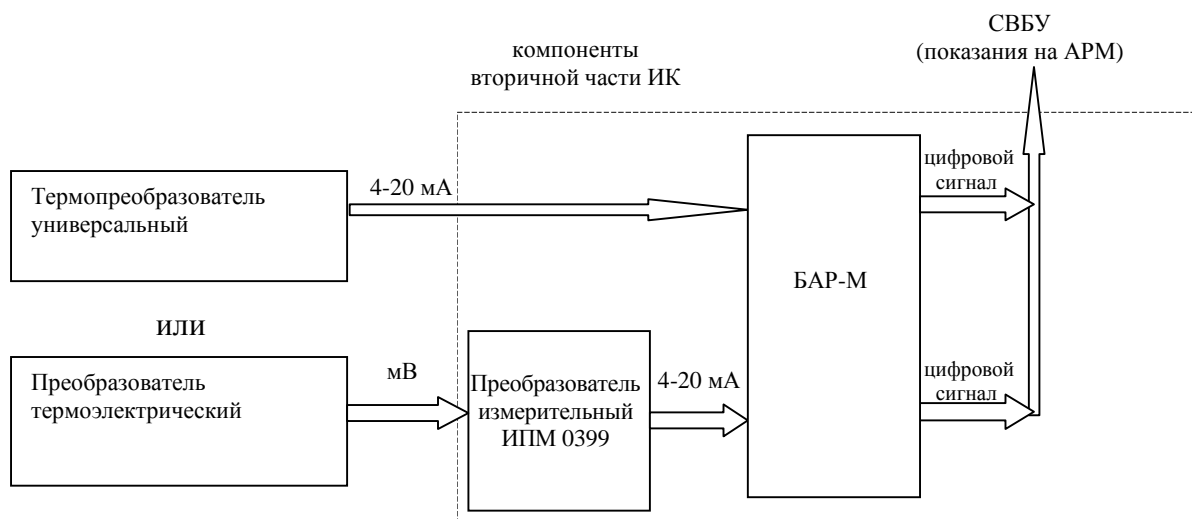 СВБУ
(показания на АРМ)
компоненты
вторичной части ИК
Термопреобразователь
универсальный
4-20 мА
БАР-М
цифровой
сигнал
или
Преобразователь
термоэлектрический
мВ
Преобразователь
измерительный
ИПМ 0399
4-20 мА
цифровой
сигнал